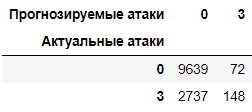 Прогнозируемые атаки 0 3
Актуальные атаки
0 9639 72
3 2737 148